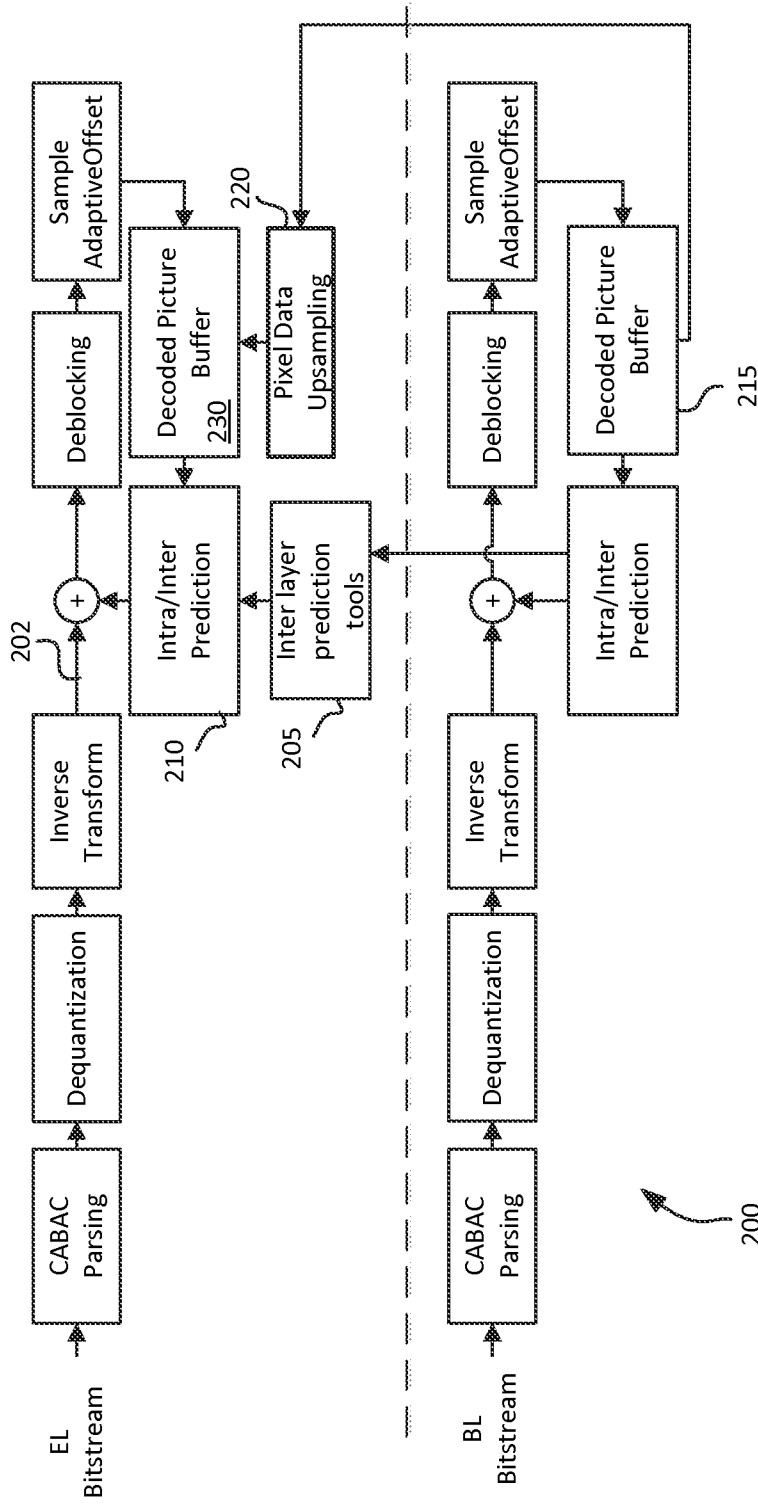 EL
Bitstream
CABAC
Parsing
Dequantization
Inverse
Transform
202
+
Deblocking
Sample
AdaptiveOffset
Intra/Inter
Prediction
210
Decoded Picture
Buffer
230
Inter layer
prediction
tools
205
Pixel Data
Upsampling
220
BL
Bitstream
CABAC
Parsing
Dequantization
Inverse
Transform
+
Deblocking
Sample
AdaptiveOffset
Intra/Inter
Prediction
Decoded Picture
Buffer
215
200